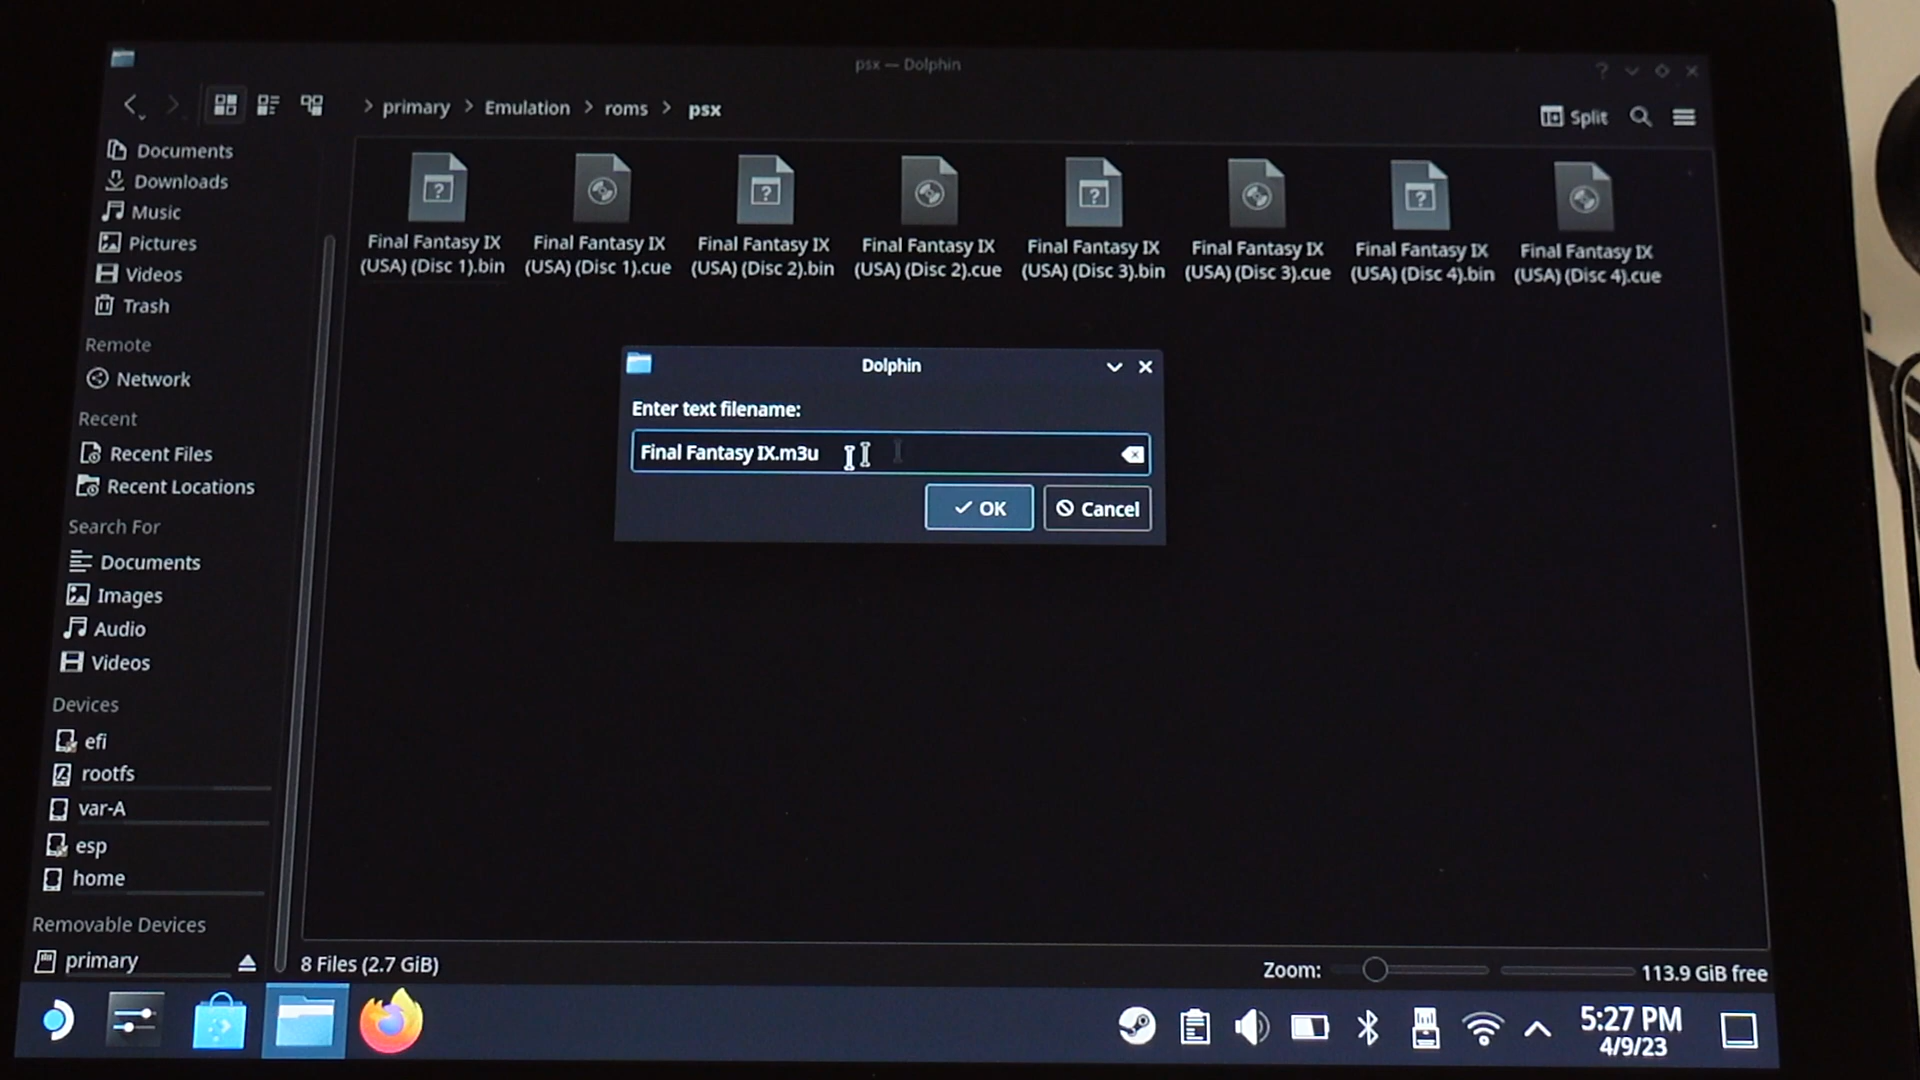 psx — Dolphin
primary
Emulation
roms
psx
Split
Documents
Downloads
Music
Pictures
Videos
Trash
Remote
Network
Recent
Recent Files
Recent Locations
Search For
Documents
Images
Audio
Videos
Devices
efi
rootfs
var-A
esp
home
Removable Devices
primary
Final Fantasy IX
(USA) (Disc 1).bin
Final Fantasy IX
(USA) (Disc 1).cue
Final Fantasy IX
(USA) (Disc 2).bin
Final Fantasy IX
(USA) (Disc 2).cue
Final Fantasy IX
(USA) (Disc 3).bin
Final Fantasy IX
(USA) (Disc 3).cue
Final Fantasy IX
(USA) (Disc 4).bin
Final Fantasy IX
(USA) (Disc 4).cue
Dolphin
Enter text filename:
Final Fantasy IX.m3u
OK
Cancel
8 Files (2.7 GiB)
Zoom:
113.9 GiB free
5:27 PM
4/9/23